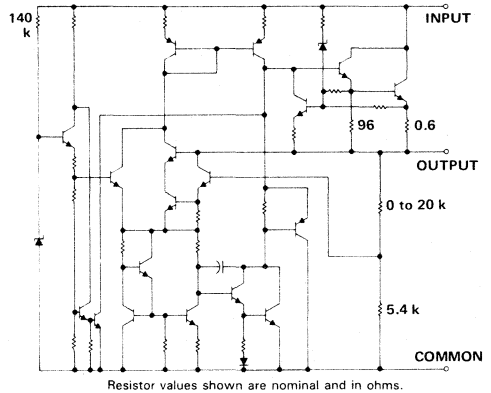 140
k
INPUT
96
0.6
OUTPUT
0 to 20 k
5.4 k
COMMON
Resistor values shown are nominal and in ohms.